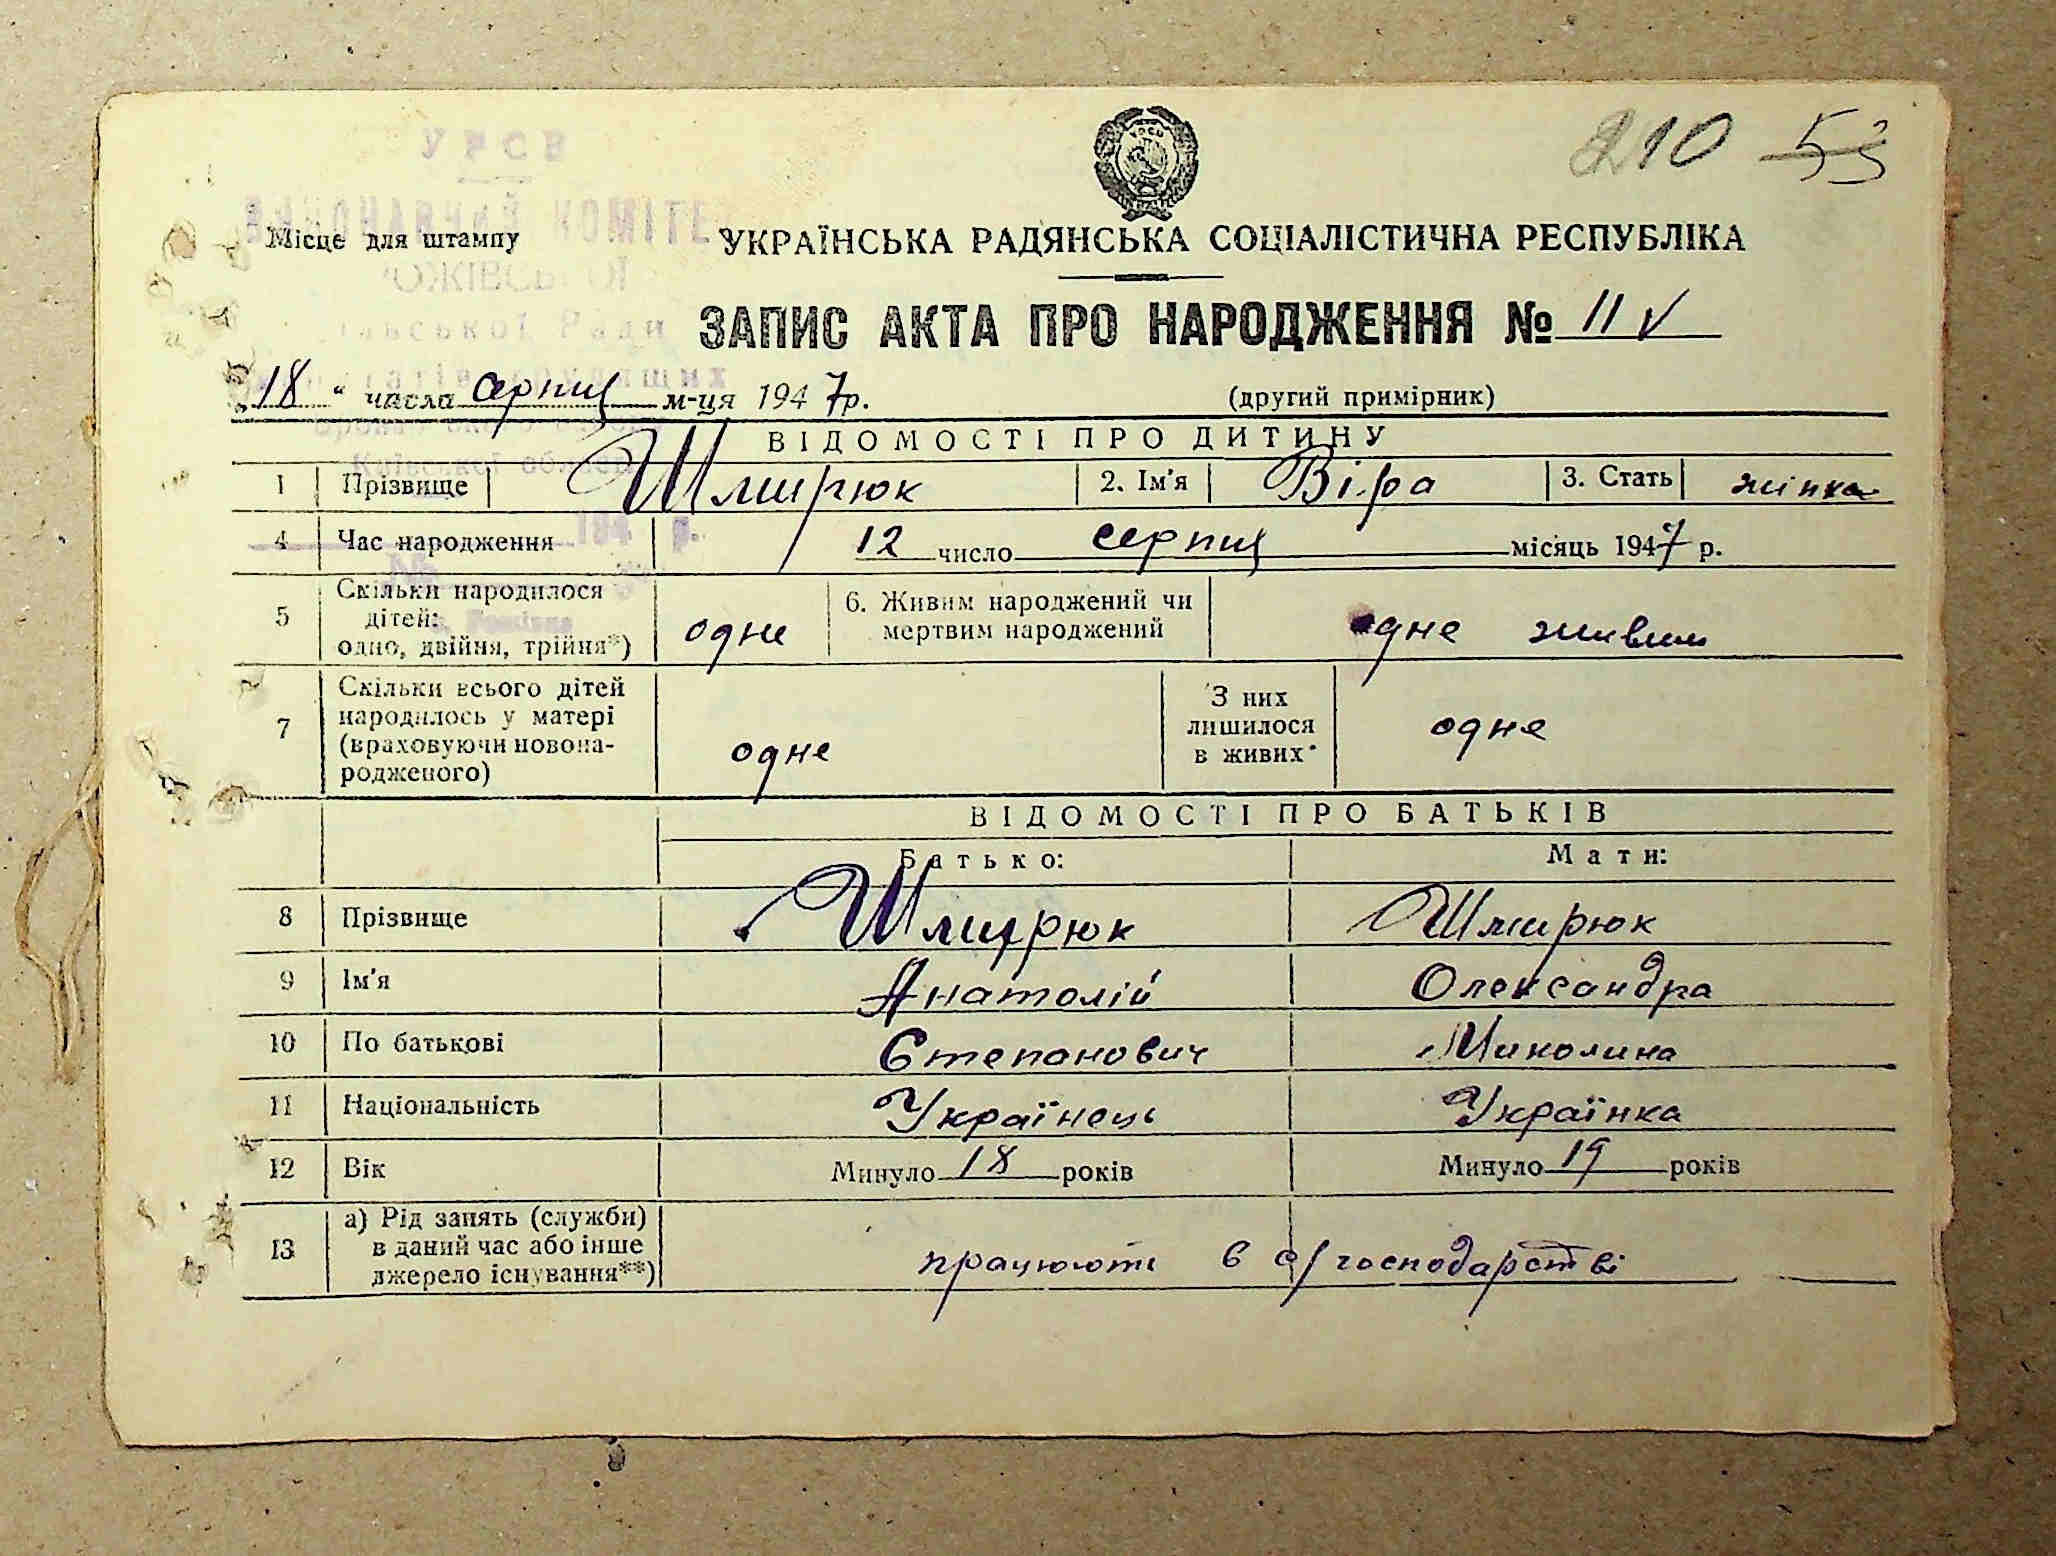 210 53
УРСР
Місце для штампу
УКРАЇНСЬКА РАДЯНСЬКА СОЦІАЛІСТИЧНА РЕСПУБЛІКА
ЗАПИС АКТА ПРО НАРОДЖЕННЯ № 11
„18“ числа серпня м-ця 1947р.
(другий примірник)
ВІДОМОСТІ ПРО ДИТИНУ
1 Прізвище Шмирюк 2. Ім'я Віра 3. Стать жінка
4 Час народження 12 число серпня місяць 1947 р.
5 Скільки народилося дітей: одно, двійня, трійня*) одне 6. Живим народжений чи мертвим народжений одне живим
7 Скільки всього дітей народилось у матері (враховуючи новонародженого) одне З них лишилося в живих одне
ВІДОМОСТІ ПРО БАТЬКІВ
Батько: Мати:
8 Прізвище Шмирюк Шмирюк
9 Ім'я Анатолій Олександра
10 По батькові Степанович Миколина
11 Національність Українець Українка
12 Вік Минуло 18 років Минуло 19 років
13 а) Рід занять (служби) в даний час або інше джерело існування**) працюють в с/господарстві